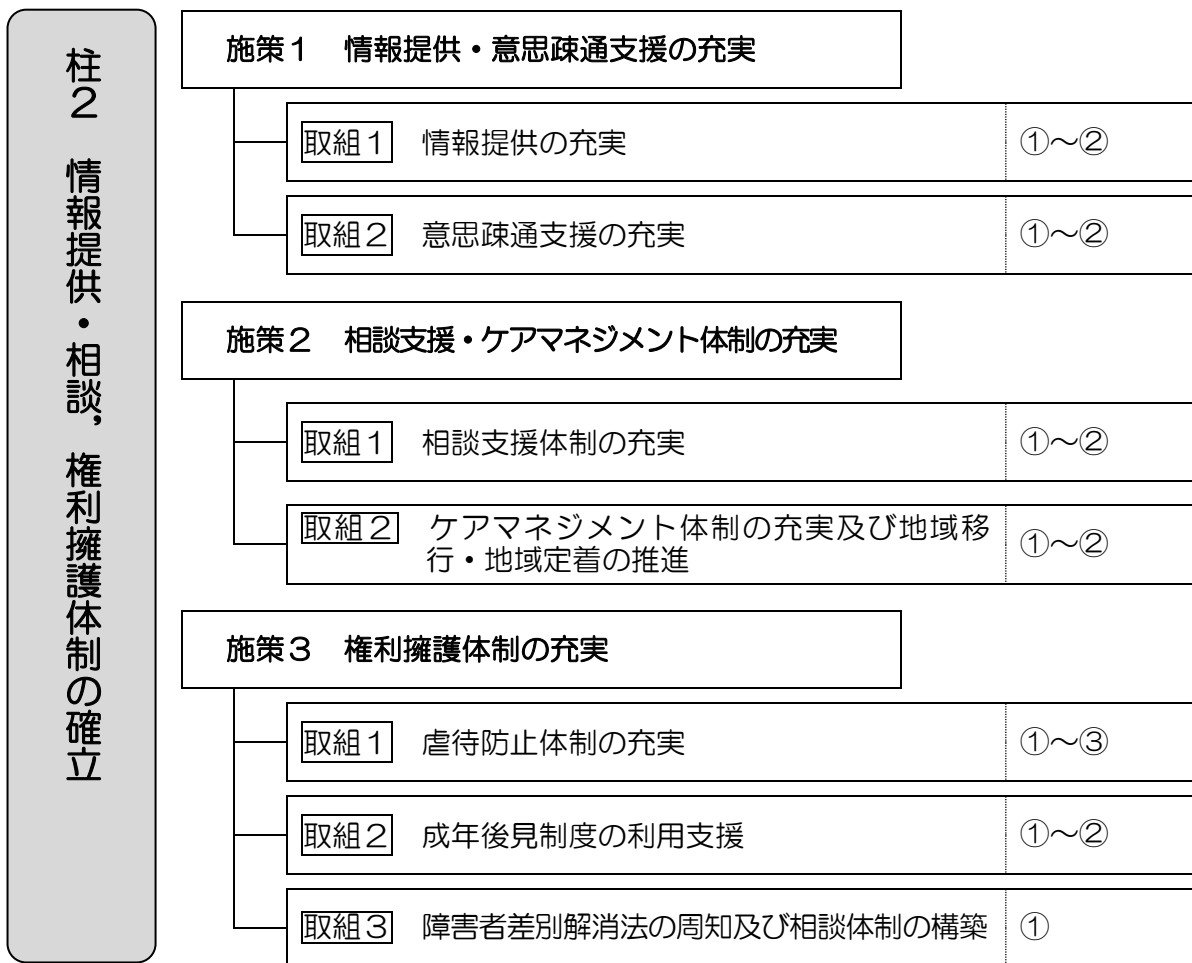 柱２　情報提供・相談，権利擁護体制の確立
施策１　情報提供・意思疎通支援の充実
取組１　情報提供の充実　①～②
取組２　意思疎通支援の充実　①～②
施策２　相談支援・ケアマネジメント体制の充実
取組１　相談支援体制の充実　①～②
取組２　ケアマネジメント体制の充実及び地域移
行・地域定着の推進　①～②
施策３　権利擁護体制の充実
取組１　虐待防止体制の充実　①～③
取組２　成年後見制度の利用支援　①～②
取組３　障害者差別解消法の周知及び相談体制の構築　①